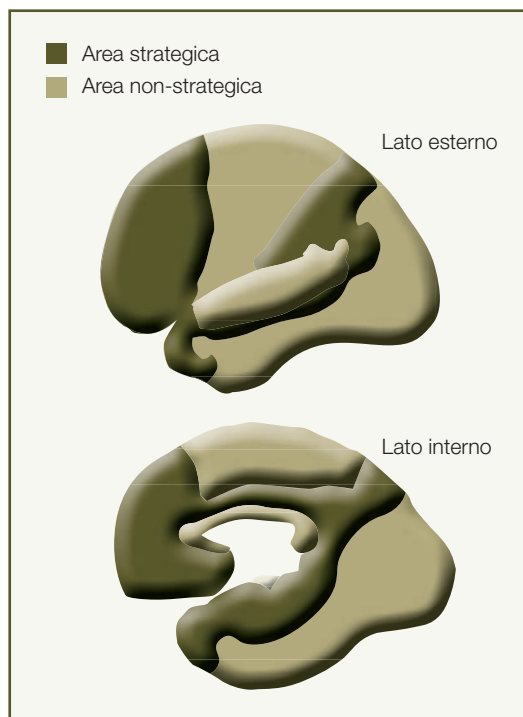 Area strategica
Area non-strategica
Lato esterno
Lato interno